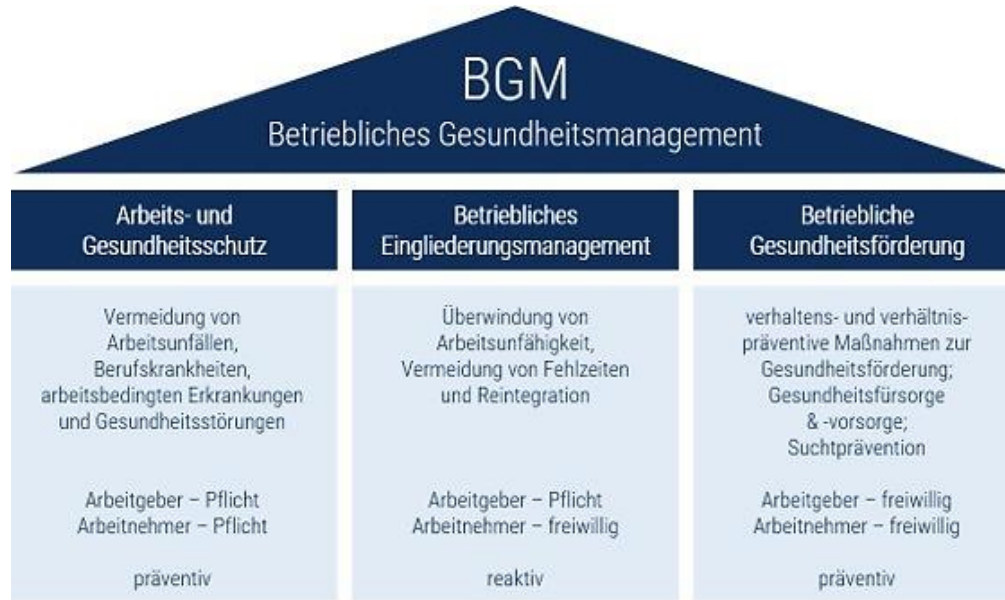 BGM
Betriebliches Gesundheitsmanagement
Arbeits- und
Gesundheitsschutz
Vermeidung von
Arbeitsunfällen,
Berufskrankheiten,
arbeitsbedingten Erkrankungen
und Gesundheitsstörungen
Arbeitgeber – Pflicht
Arbeitnehmer – Pflicht
präventiv
Betriebliches
Eingliederungsmanagement
Überwindung von
Arbeitsunfähigkeit,
Vermeidung von Fehlzeiten
und Reintegration
Arbeitgeber – Pflicht
Arbeitnehmer – freiwillig
reaktiv
Betriebliche
Gesundheitsförderung
verhaltens- und verhältnis-
präventive Maßnahmen zur
Gesundheitsförderung;
Gesundheitsfürsorge
& -vorsorge;
Suchtprävention
Arbeitgeber – freiwillig
Arbeitnehmer – freiwillig
präventiv